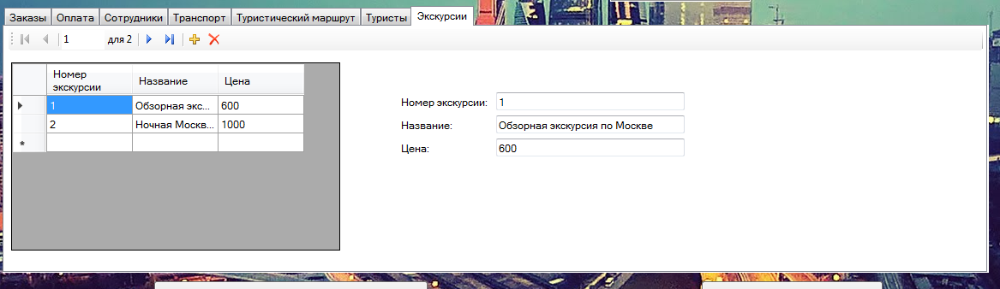 Заказы Оплата Сотрудники Транспорт Туристический маршрут Туристы Экскурсии
1 для 2
Номер экскурсии Название Цена
1 Обзорная экс... 600
2 Ночная Москв... 1000
Номер экскурсии: 1
Название: Обзорная экскурсия по Москве
Цена: 600